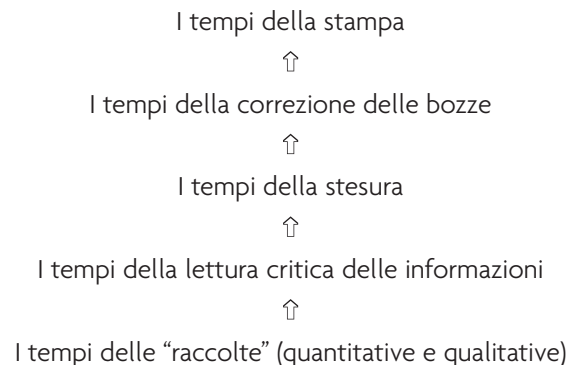 I tempi della stampa
⇧
I tempi della correzione delle bozze
⇧
I tempi della stesura
⇧
I tempi della lettura critica delle informazioni
⇧
I tempi delle “raccolte” (quantitative e qualitative)